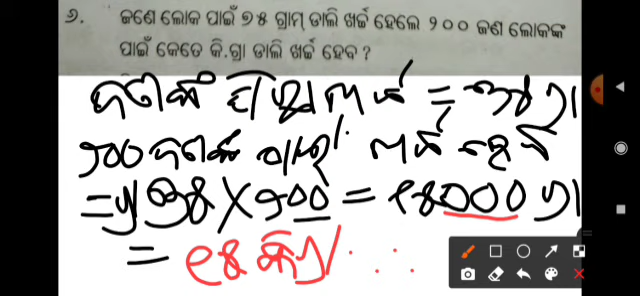 ୬. ଜଣେ ଲୋକ ପାଇଁ ୭୫ ଗ୍ରାମ୍ ଡାଲି ଖର୍ଚ୍ଚ ହେଲେ ୨୦୦ ଜଣ ଲୋକଙ୍କ
ପାଇଁ କେତେ କି.ଗ୍ରା ଡାଲି ଖର୍ଚ୍ଚ ହେବ ?
ଜଣଙ୍କ ପାଇଁ ଖର୍ଚ୍ଚ = ୭୫ ଗ୍ରା
୨୦୦ ଜଣଙ୍କ ପାଇଁ ଖର୍ଚ୍ଚ ହେବ
= ୭୫ × ୨୦୦ = ୧୫୦୦୦ ଗ୍ରା
= ୧୫ କିଗ୍ରା